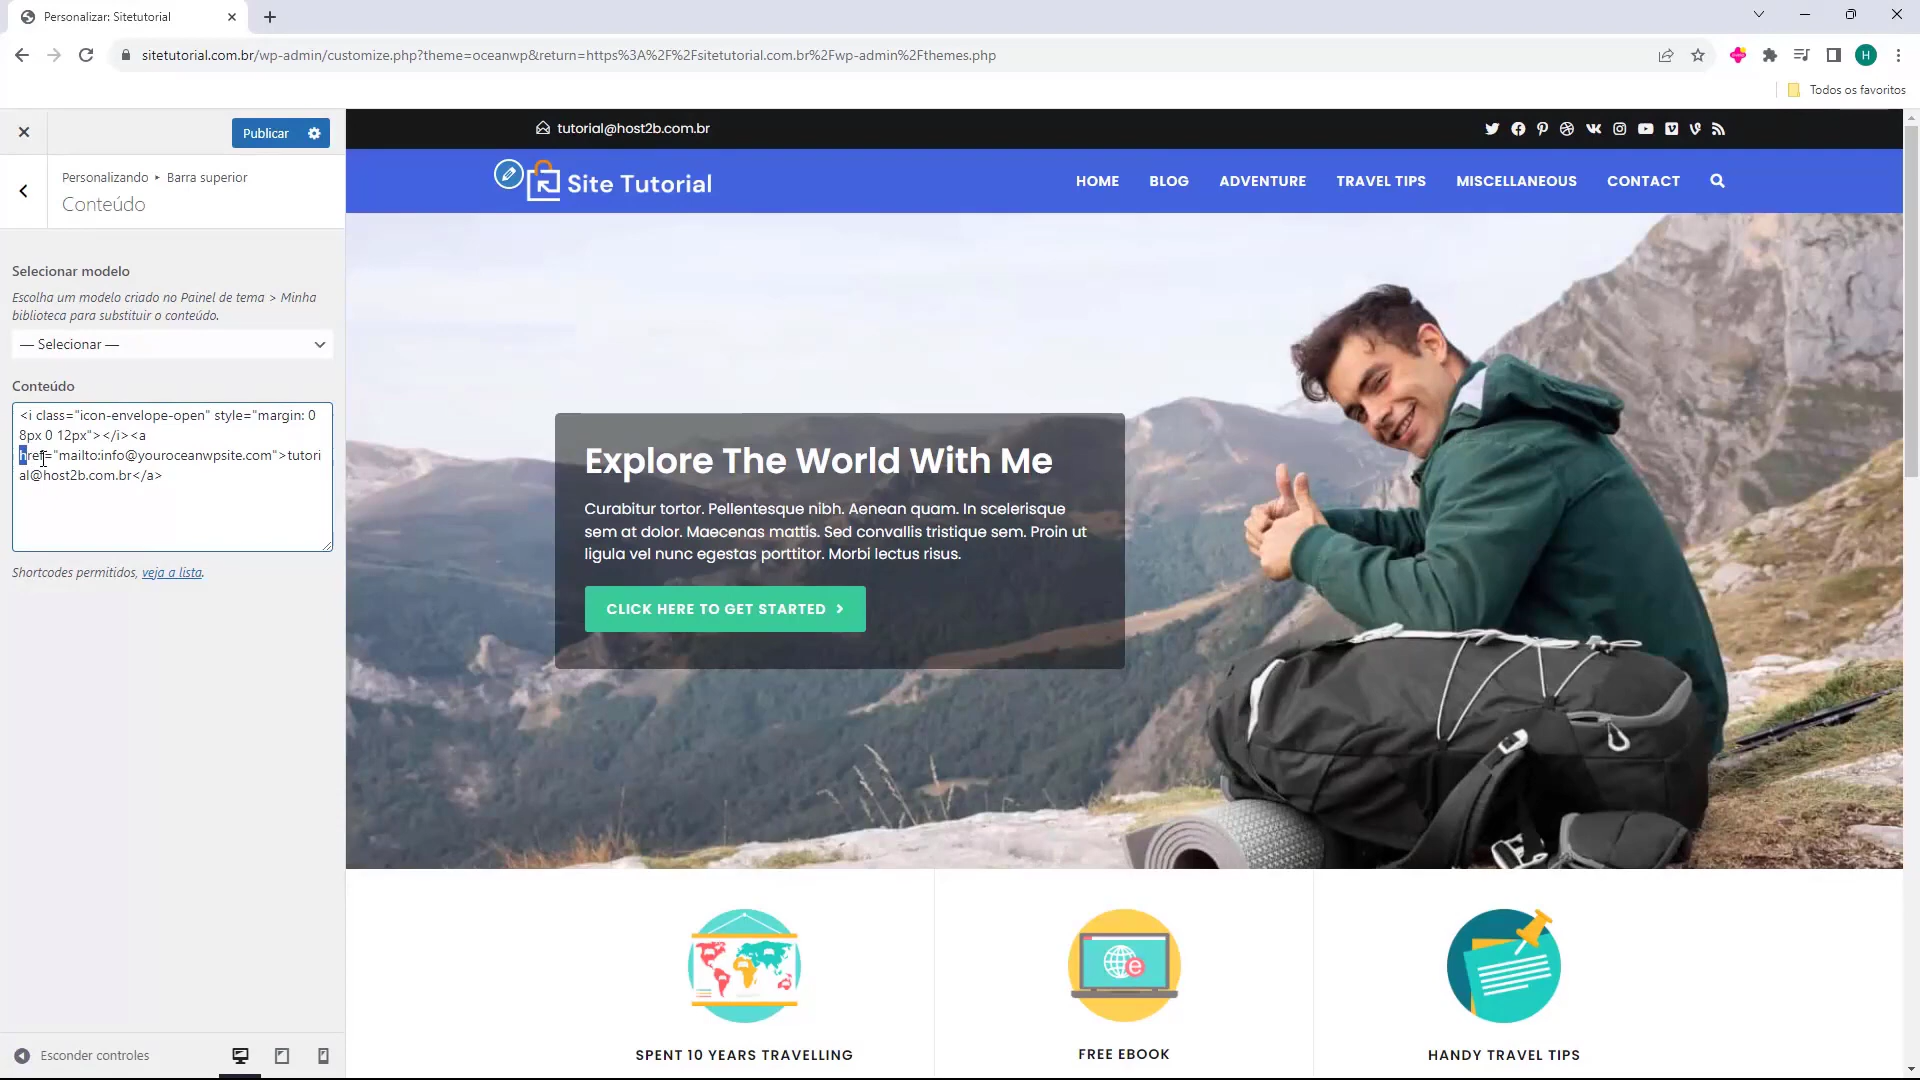 Personalizar: Sitetutorial
sitetutorial.com.br/wp-admin/customize.php?theme=oceanwp&return=https%3A%2F%2Fsitetutorial.com.br%2Fwp-admin%2Fthemes.php
H
Todos os favoritos
Publicar
Personalizando ▸ Barra superior
Conteúdo
Selecionar modelo
Escolha um modelo criado no Painel de tema > Minha
biblioteca para substituir o conteúdo.
— Selecionar —
Conteúdo
<i class="icon-envelope-open" style="margin: 0
8px 0 12px"></i><a
href="mailto:info@youroceanwpsite.com">tutori
al@host2b.com.br</a>
Shortcodes permitidos, veja a lista.
Esconder controles
tutorial@host2b.com.br
Site Tutorial
HOME BLOG ADVENTURE TRAVEL TIPS MISCELLANEOUS CONTACT
Explore The World With Me
Curabitur tortor. Pellentesque nibh. Aenean quam. In scelerisque
sem at dolor. Maecenas mattis. Sed convallis tristique sem. Proin ut
ligula vel nunc egestas porttitor. Morbi lectus risus.
CLICK HERE TO GET STARTED
SPENT 10 YEARS TRAVELLING
FREE EBOOK
HANDY TRAVEL TIPS